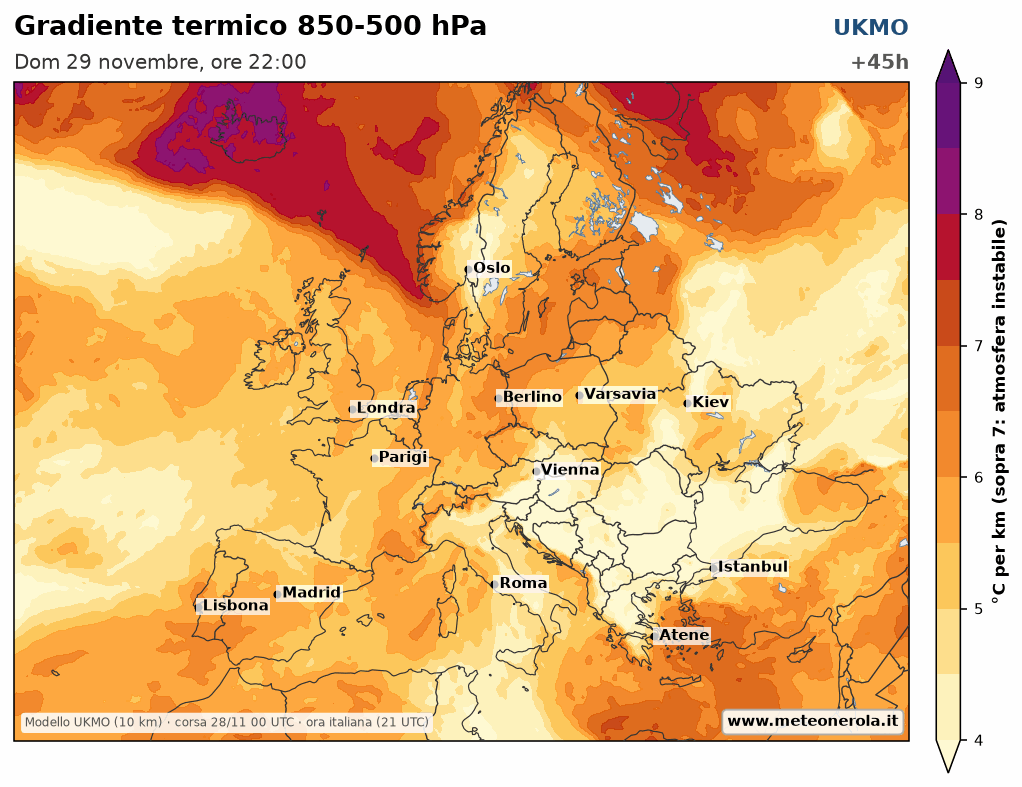 Gradiente termico 850-500 hPa
UKMO
Dom 29 novembre, ore 22:00
+45h
9
8
7
6
5
4
°C per km (sopra 7: atmosfera instabile)
Oslo
Berlino
Varsavia
Kiev
Londra
Parigi
Vienna
Istanbul
Roma
Madrid
Lisbona
Atene
Modello UKMO (10 km) · corsa 28/11 00 UTC · ora italiana (21 UTC)
www.meteonerola.it